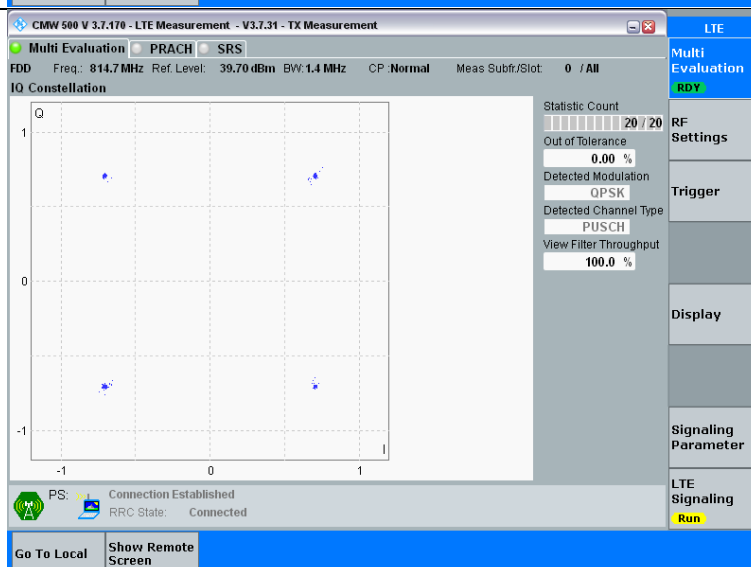 CMW 500 V 3.7.170 - LTE Measurement - V3.7.31 - TX Measurement
LTE
Multi Evaluation PRACH SRS
FDD Freq.: 814.7 MHz Ref. Level: 39.70 dBm BW: 1.4 MHz CP :Normal Meas Subfr./Slot: 0 / All
IQ Constellation
Q
1
0
-1
-1 0 1
I
Statistic Count
20 / 20
Out of Tolerance
0.00 %
Detected Modulation
QPSK
Detected Channel Type
PUSCH
View Filter Throughput
100.0 %
Multi
Evaluation
RDY
RF
Settings
Trigger
Display
Signaling
Parameter
LTE
Signaling
Run
PS: Connection Established
RRC State: Connected
Go To Local
Show Remote
Screen